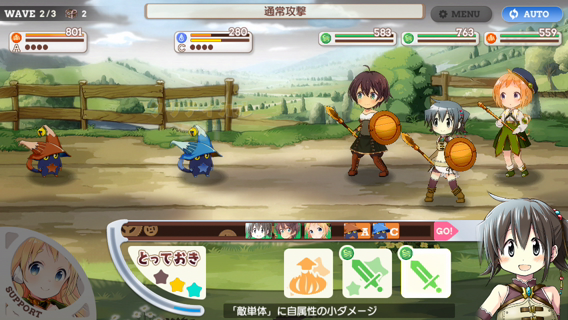 WAVE 2/3 2
通常攻撃
MENU
AUTO
801
A
280
C
583
763
559
A
C
GO!
とっておき
SUPPORT
「敵単体」に自属性の小ダメージ